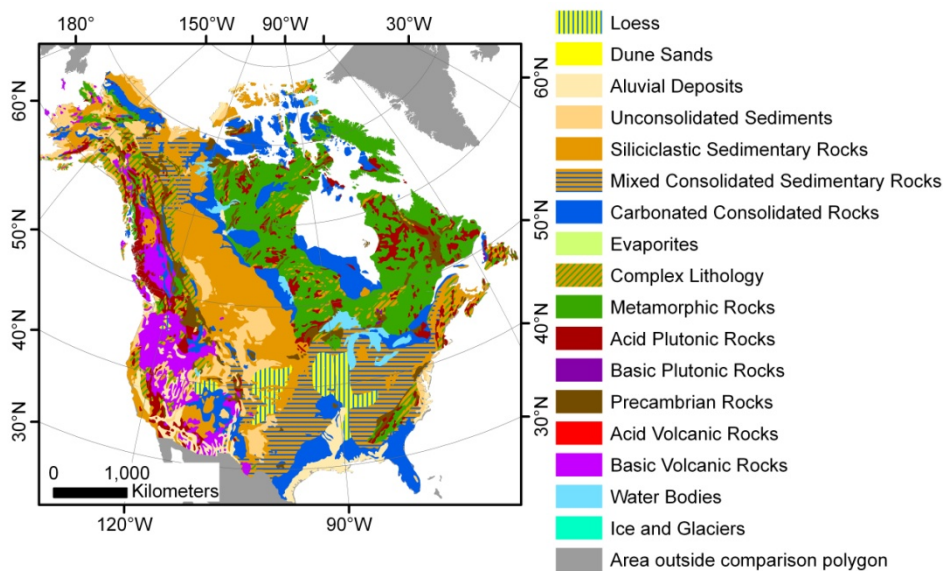 180°
150°W
90°W
30°W
60°N
50°N
40°N
30°N
60°N
50°N
40°N
30°N
0 1,000
Kilometers
120°W
90°W
Loess
Dune Sands
Aluvial Deposits
Unconsolidated Sediments
Siliciclastic Sedimentary Rocks
Mixed Consolidated Sedimentary Rocks
Carbonated Consolidated Rocks
Evaporites
Complex Lithology
Metamorphic Rocks
Acid Plutonic Rocks
Basic Plutonic Rocks
Precambrian Rocks
Acid Volcanic Rocks
Basic Volcanic Rocks
Water Bodies
Ice and Glaciers
Area outside comparison polygon